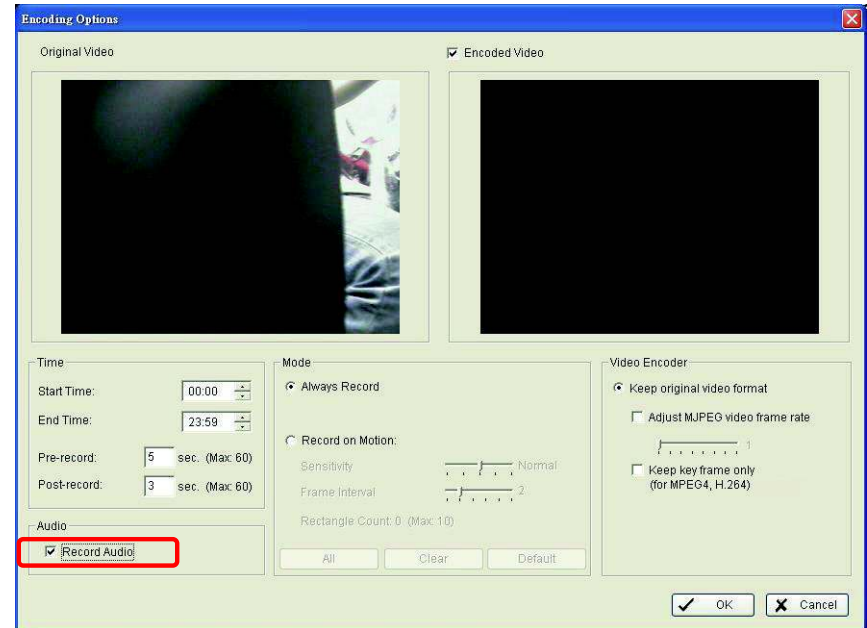 Encoding Options
Original Video
Encoded Video
Time
Start Time: 00:00
End Time: 23:59
Pre-record: 5 sec. (Max: 60)
Post-record: 3 sec. (Max: 60)
Audio
Record Audio
Mode
Always Record
Record on Motion:
Sensitivity Normal
Frame Interval 2
Rectangle Count: 0 (Max: 10)
All Clear Default
Video Encoder
Keep original video format
Adjust MJPEG video frame rate
1
Keep key frame only
(for MPEG4, H.264)
OK Cancel